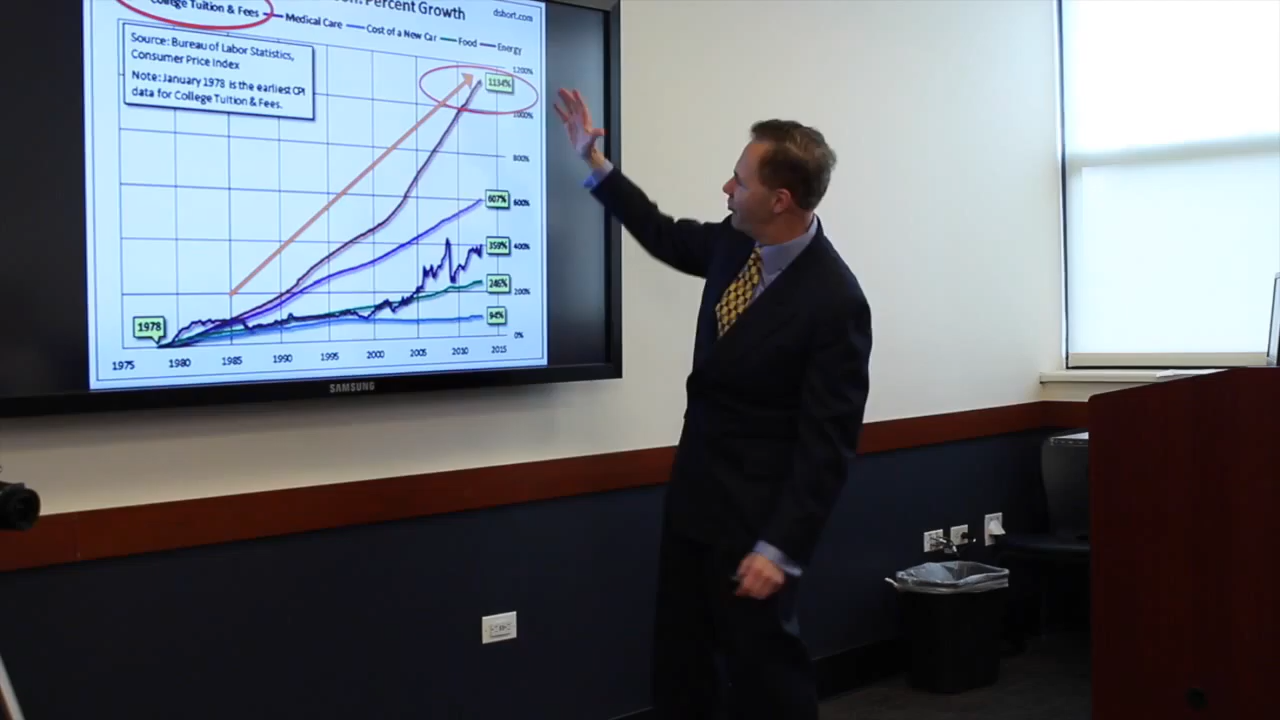 Percent Growth
dshort.com
College Tuition & Fees Medical Care Cost of a New Car Food Energy
Source: Bureau of Labor Statistics,
Consumer Price Index
Note: January 1978 is the earliest CPI
data for College Tuition & Fees.
1200%
1134%
1000%
800%
607%
600%
359%
400%
246%
200%
94%
1978
0%
1975 1980 1985 1990 1995 2000 2005 2010 2015
SAMSUNG